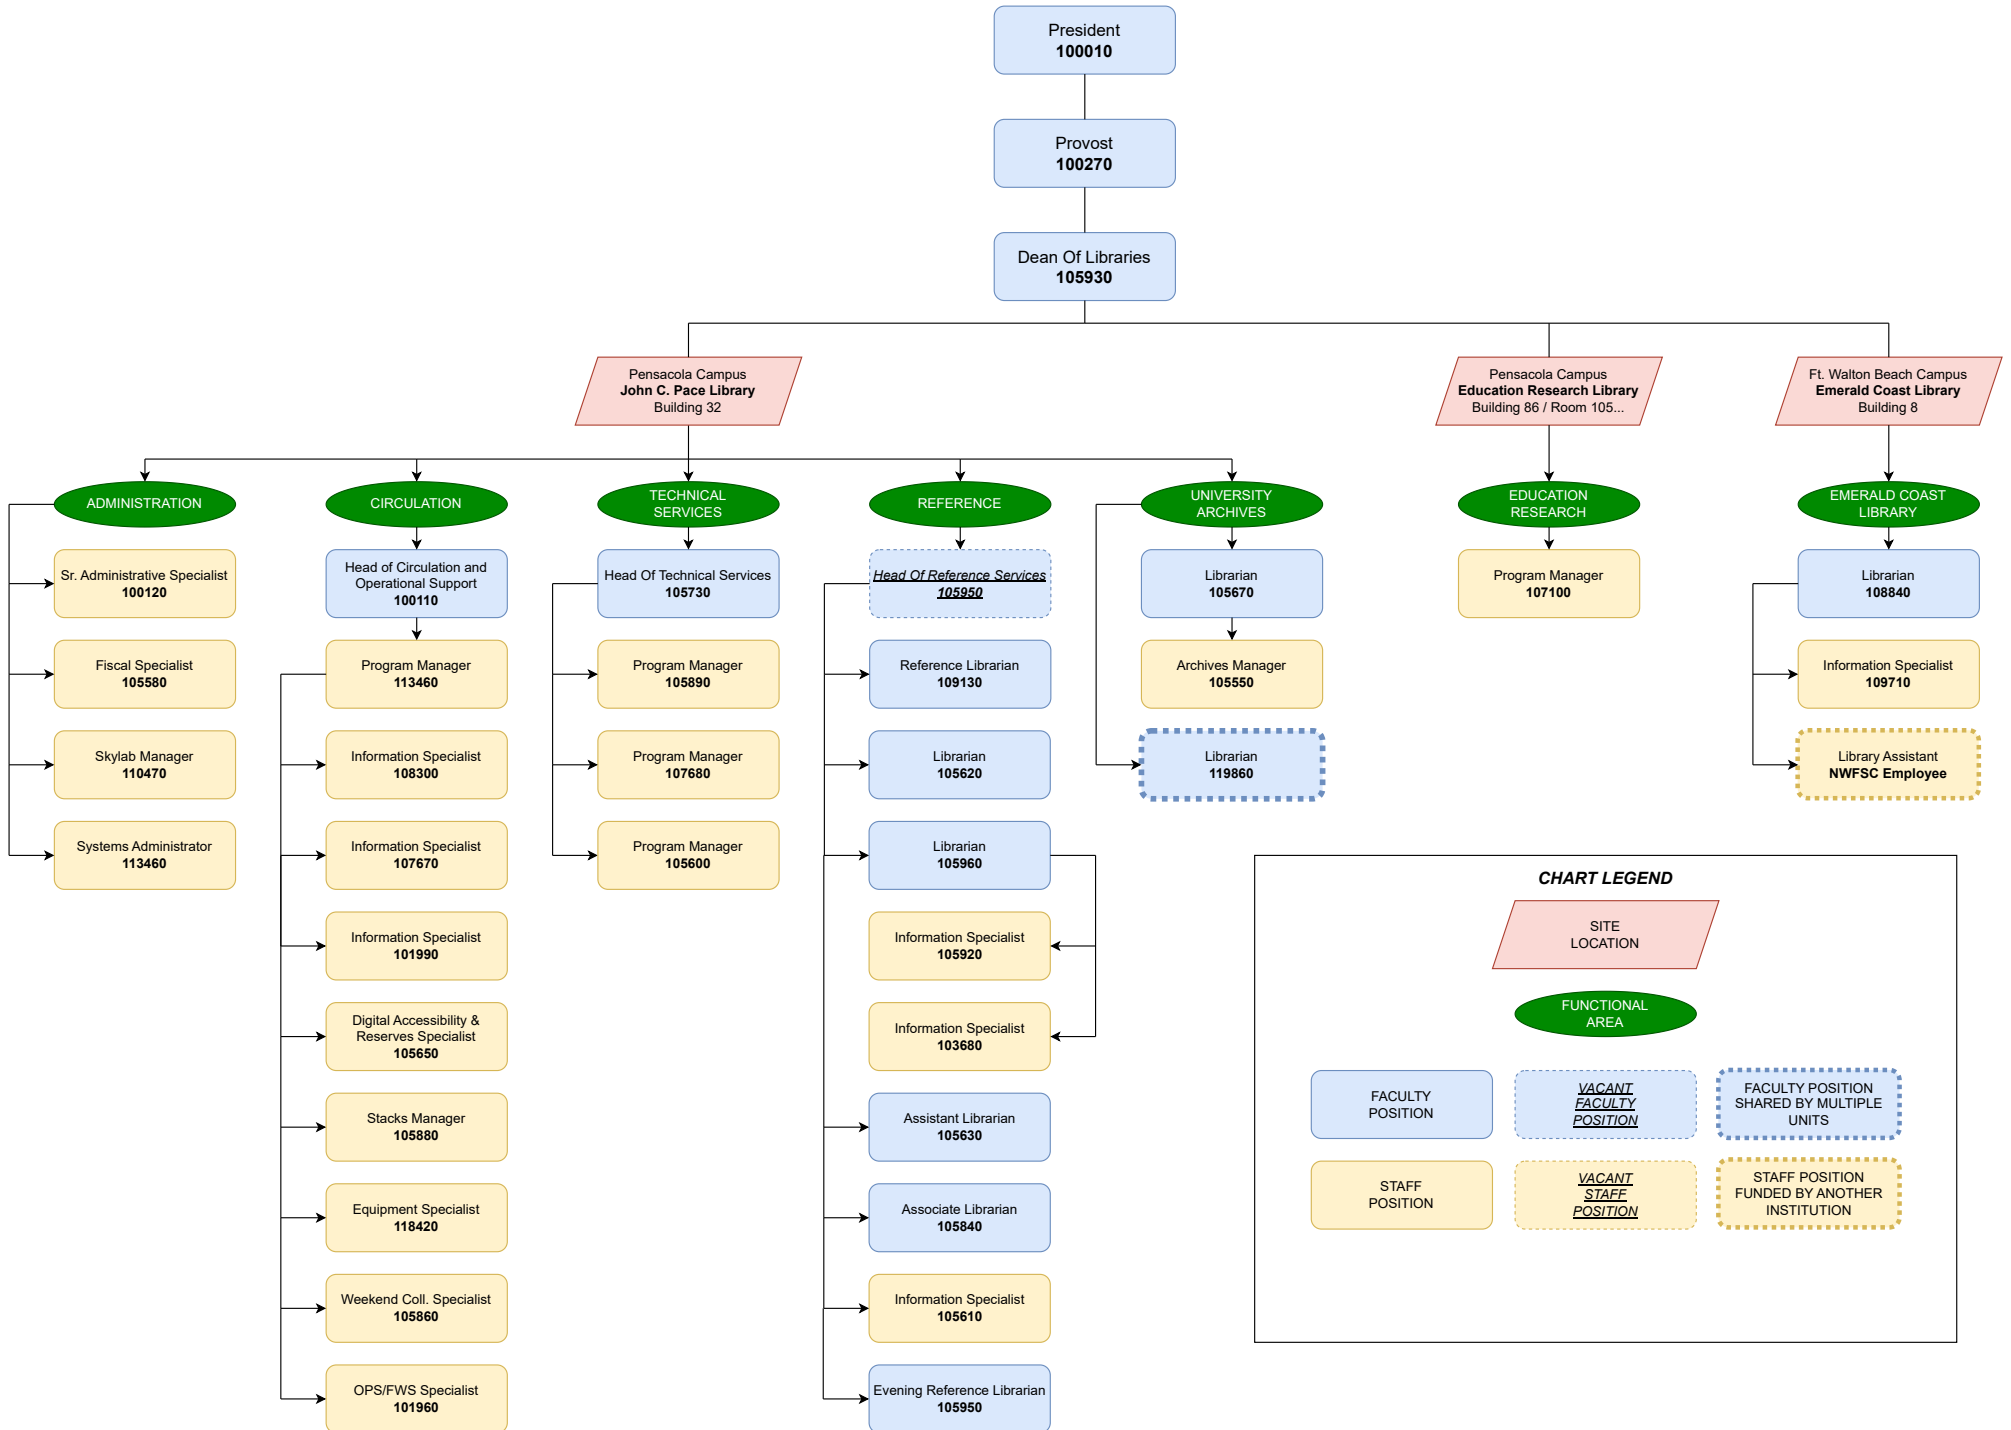 President
100010
Provost
100270
Dean Of Libraries
105930
Pensacola Campus
John C. Pace Library
Building 32
Pensacola Campus
Education Research Library
Building 86 / Room 105...
Ft. Walton Beach Campus
Emerald Coast Library
Building 8
ADMINISTRATION
Sr. Administrative Specialist
100120
Fiscal Specialist
105580
Skylab Manager
110470
Systems Administrator
113460
CIRCULATION
Head of Circulation and
Operational Support
100110
Program Manager
113460
Information Specialist
108300
Information Specialist
107670
Information Specialist
101990
Digital Accessibility &
Reserves Specialist
105650
Stacks Manager
105880
Equipment Specialist
118420
Weekend Coll. Specialist
105860
OPS/FWS Specialist
101960
TECHNICAL
SERVICES
Head Of Technical Services
105730
Program Manager
105890
Program Manager
107680
Program Manager
105600
REFERENCE
Head Of Reference Services
105950
Reference Librarian
109130
Librarian
105620
Librarian
105960
Information Specialist
105920
Information Specialist
103680
Assistant Librarian
105630
Associate Librarian
105840
Information Specialist
105610
Evening Reference Librarian
105950
UNIVERSITY
ARCHIVES
Librarian
105670
Archives Manager
105550
Librarian
119860
EDUCATION
RESEARCH
Program Manager
107100
EMERALD COAST
LIBRARY
Librarian
108840
Information Specialist
109710
Library Assistant
NWFSC Employee
CHART LEGEND
SITE
LOCATION
FUNCTIONAL
AREA
FACULTY
POSITION
VACANT
FACULTY
POSITION
FACULTY POSITION
SHARED BY MULTIPLE
UNITS
STAFF
POSITION
VACANT
STAFF
POSITION
STAFF POSITION
FUNDED BY ANOTHER
INSTITUTION